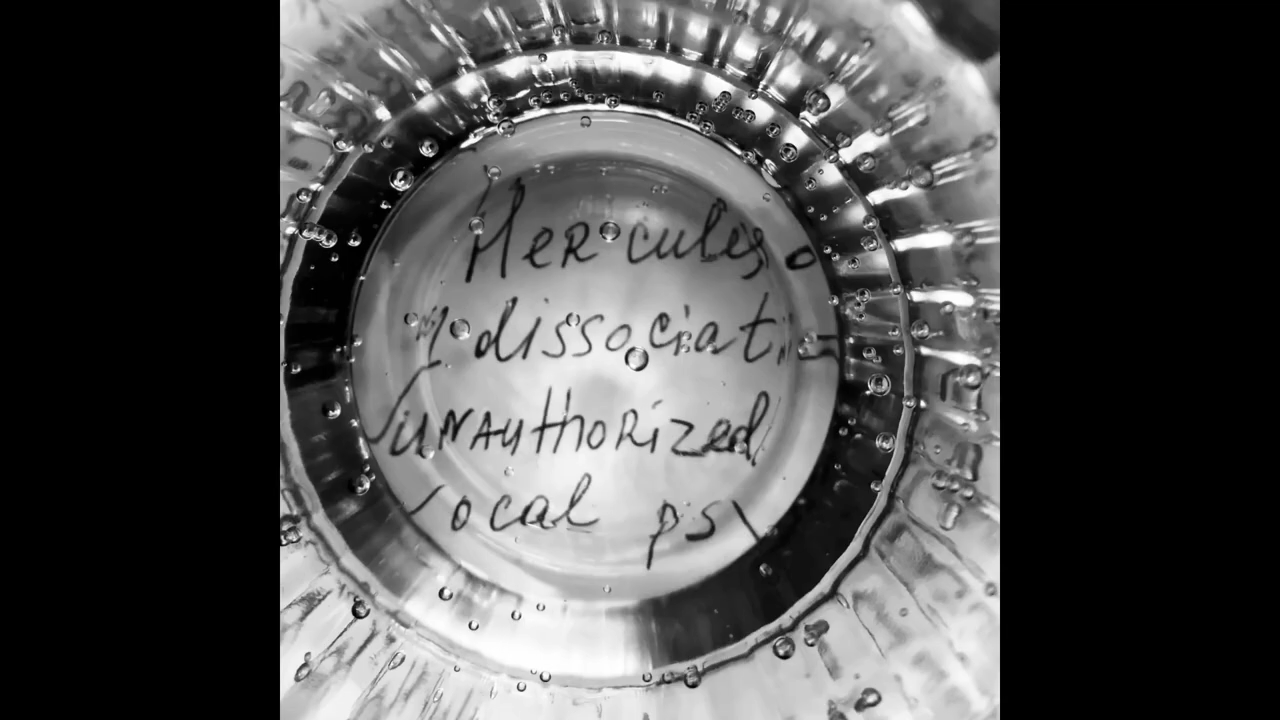 Hercules
dissociati
unauthorized
ocal ps